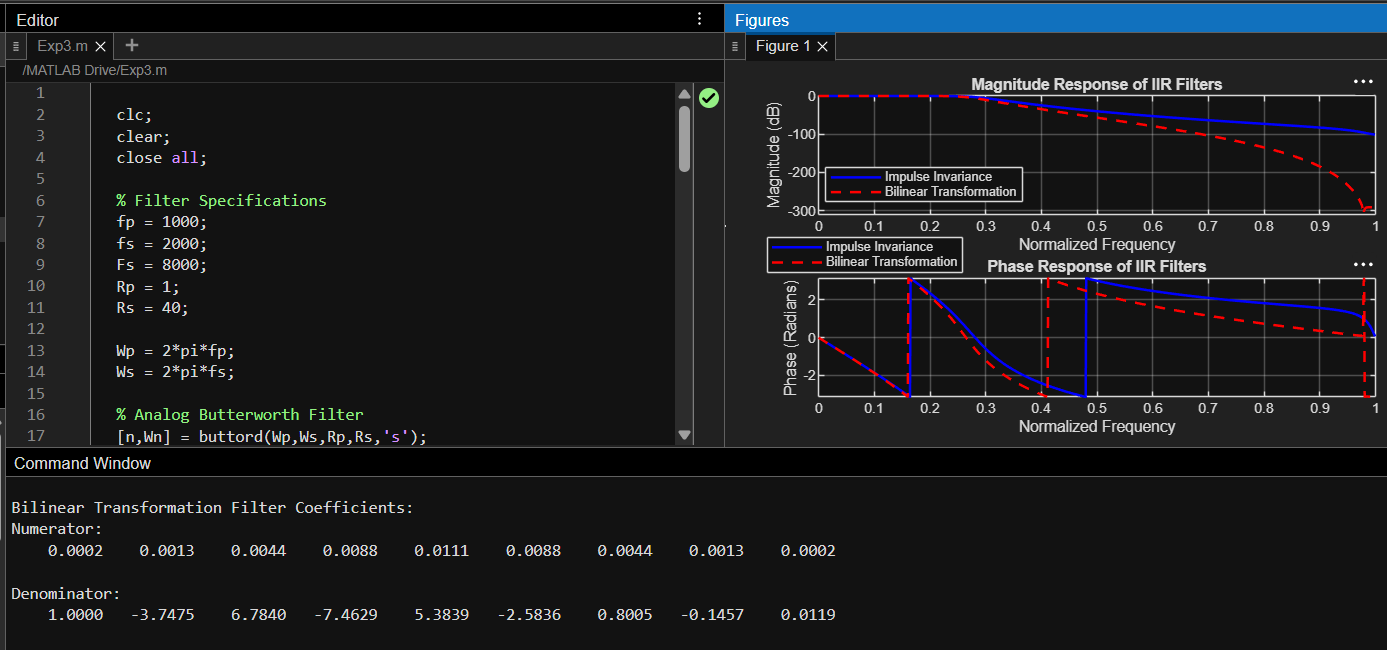 Editor
Exp3.m
/MATLAB Drive/Exp3.m
1
2 clc;
3 clear;
4 close all;
5
6 % Filter Specifications
7 fp = 1000;
8 fs = 2000;
9 Fs = 8000;
10 Rp = 1;
11 Rs = 40;
12
13 Wp = 2*pi*fp;
14 Ws = 2*pi*fs;
15
16 % Analog Butterworth Filter
17 [n,Wn] = buttord(Wp,Ws,Rp,Rs,'s');
Figures
Figure 1
Magnitude Response of IIR Filters
Magnitude (dB)
0
-100
-200
-300
Impulse Invariance
Bilinear Transformation
0 0.1 0.2 0.3 0.4 0.5 0.6 0.7 0.8 0.9 1
Normalized Frequency
Impulse Invariance
Bilinear Transformation
Phase Response of IIR Filters
Phase (Radians)
2
0
-2
0 0.1 0.2 0.3 0.4 0.5 0.6 0.7 0.8 0.9 1
Normalized Frequency
Command Window
Bilinear Transformation Filter Coefficients:
Numerator:
0.0002 0.0013 0.0044 0.0088 0.0111 0.0088 0.0044 0.0013 0.0002
Denominator:
1.0000 -3.7475 6.7840 -7.4629 5.3839 -2.5836 0.8005 -0.1457 0.0119